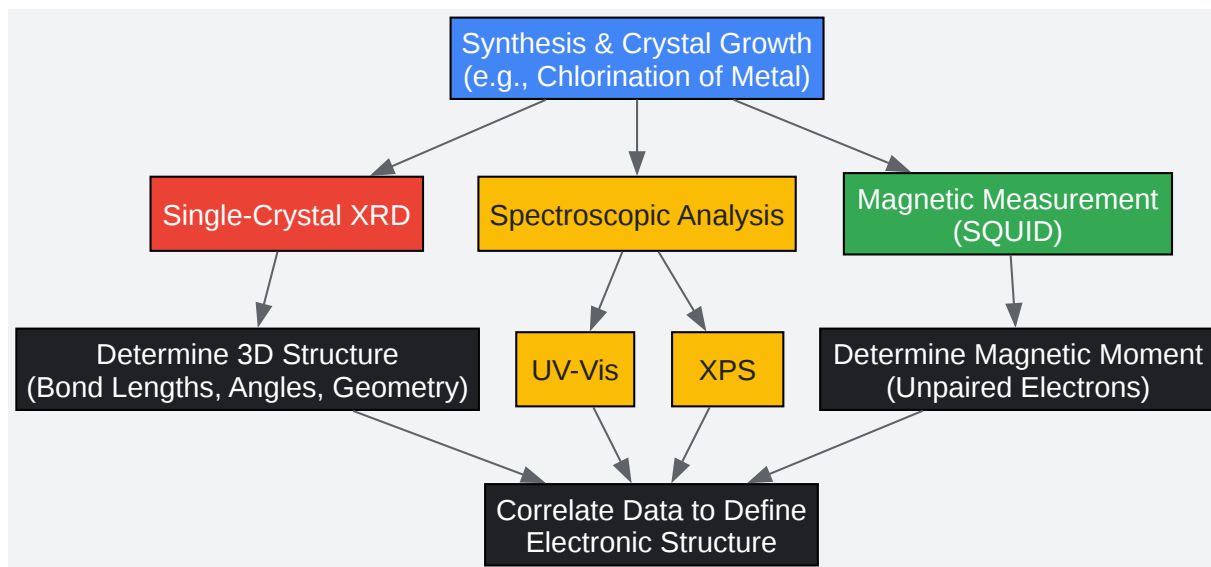 Synthesis & Crystal Growth
(e.g., Chlorination of Metal)
Single-Crystal XRD
Spectroscopic Analysis
Magnetic Measurement
(SQUID)
Determine 3D Structure
(Bond Lengths, Angles, Geometry)
UV-Vis
XPS
Determine Magnetic Moment
(Unpaired Electrons)
Correlate Data to Define
Electronic Structure